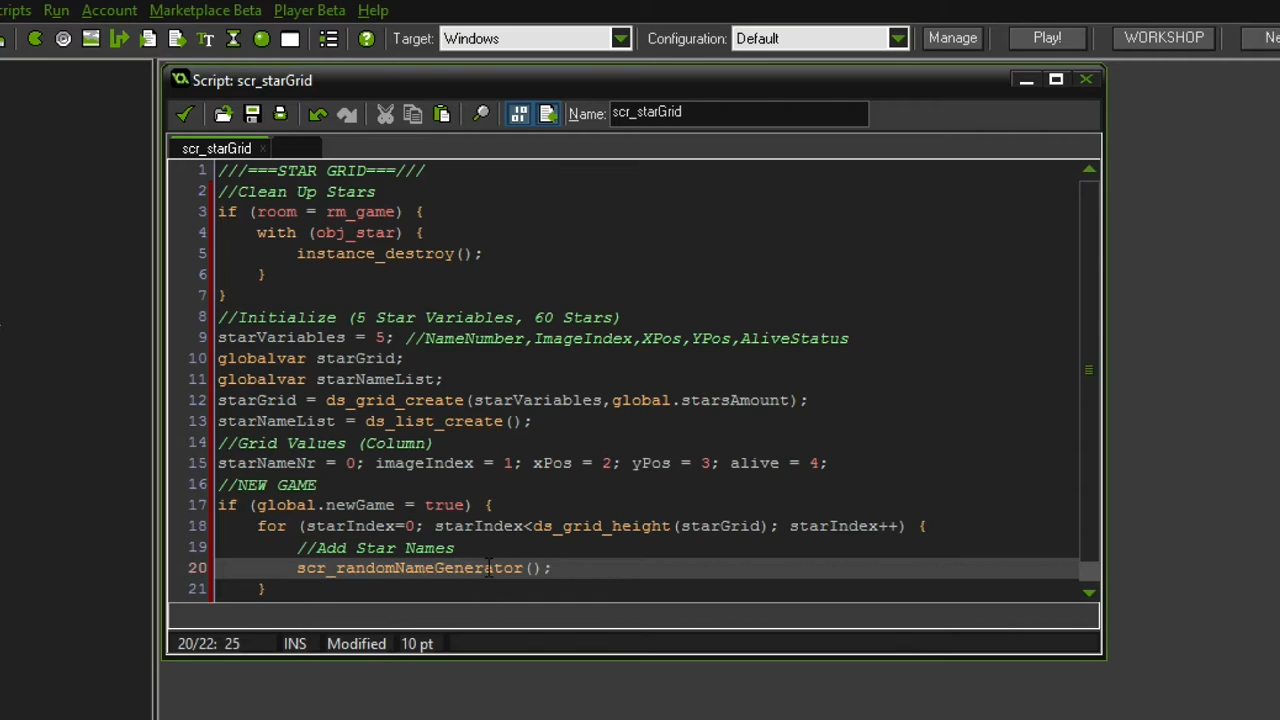 cripts Run Account Marketplace Beta Player Beta Help
Target: Windows Configuration: Default Manage Play! WORKSHOP Ne
Script: scr_starGrid
Name: scr_starGrid
scr_starGrid
1 ///===STAR GRID===///
2 //Clean Up Stars
3 if (room = rm_game) {
4 with (obj_star) {
5 instance_destroy();
6 }
7 }
8 //Initialize (5 Star Variables, 60 Stars)
9 starVariables = 5; //NameNumber,ImageIndex,XPos,YPos,AliveStatus
10 globalvar starGrid;
11 globalvar starNameList;
12 starGrid = ds_grid_create(starVariables,global.starsAmount);
13 starNameList = ds_list_create();
14 //Grid Values (Column)
15 starNameNr = 0; imageIndex = 1; xPos = 2; yPos = 3; alive = 4;
16 //NEW GAME
17 if (global.newGame = true) {
18 for (starIndex=0; starIndex<ds_grid_height(starGrid); starIndex++) {
19 //Add Star Names
20 scr_randomNameGenerator();
21 }
20/22: 25 INS Modified 10 pt